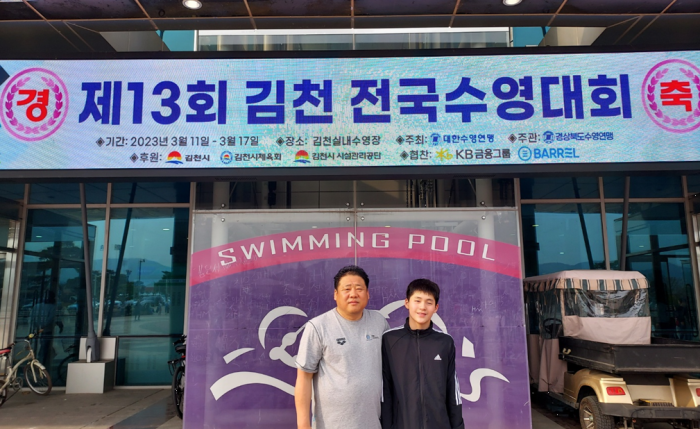 경 제13회 김천 전국수영대회 축
◈기간: 2023년 3월 11일 - 3월 17일 ◈장소: 김천실내수영장 ◈주최: 대한수영연맹 ◈주관: 경상북도수영연맹
◈후원: 김천시 김천시체육회 김천시 시설관리공단 ◈협찬: KB금융그룹 BARREL
SWIMMING POOL
arena